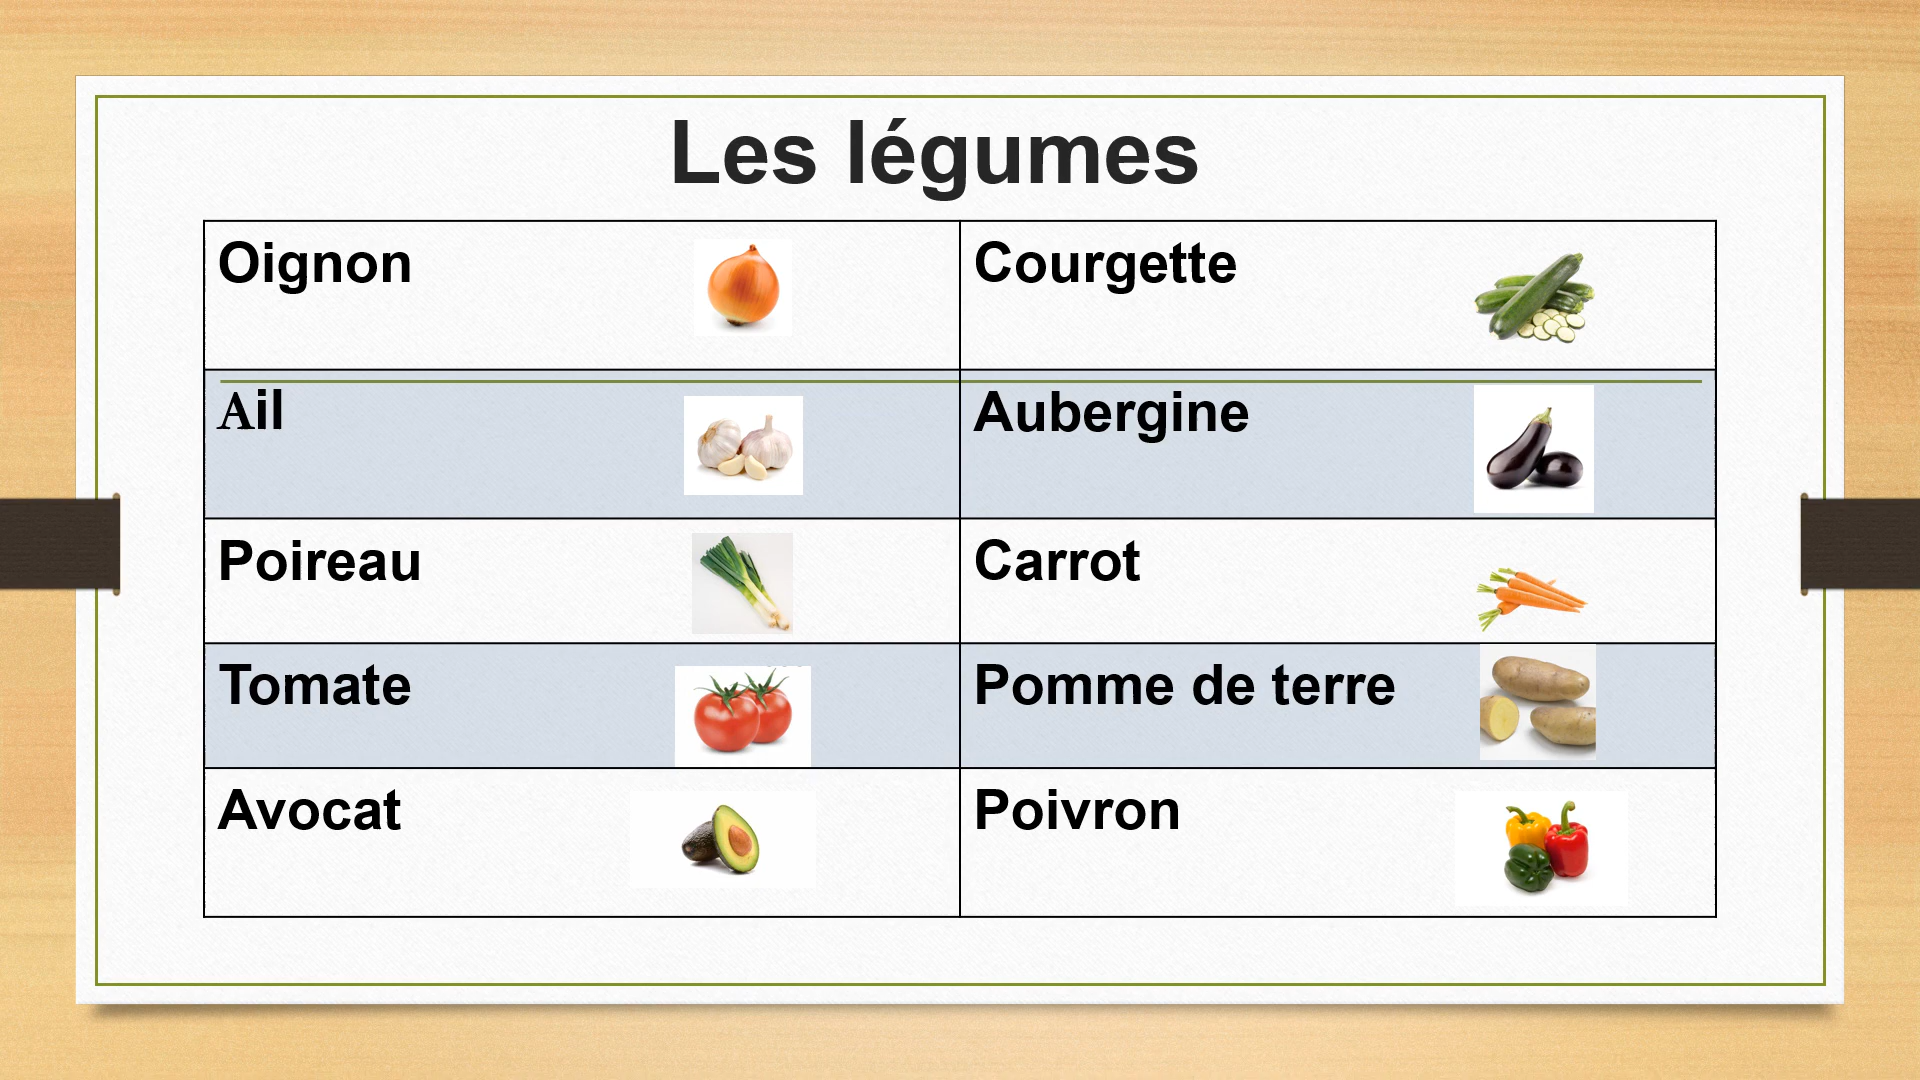 Les légumes
Oignon
Courgette
Ail
Aubergine
Poireau
Carrot
Tomate
Pomme de terre
Avocat
Poivron